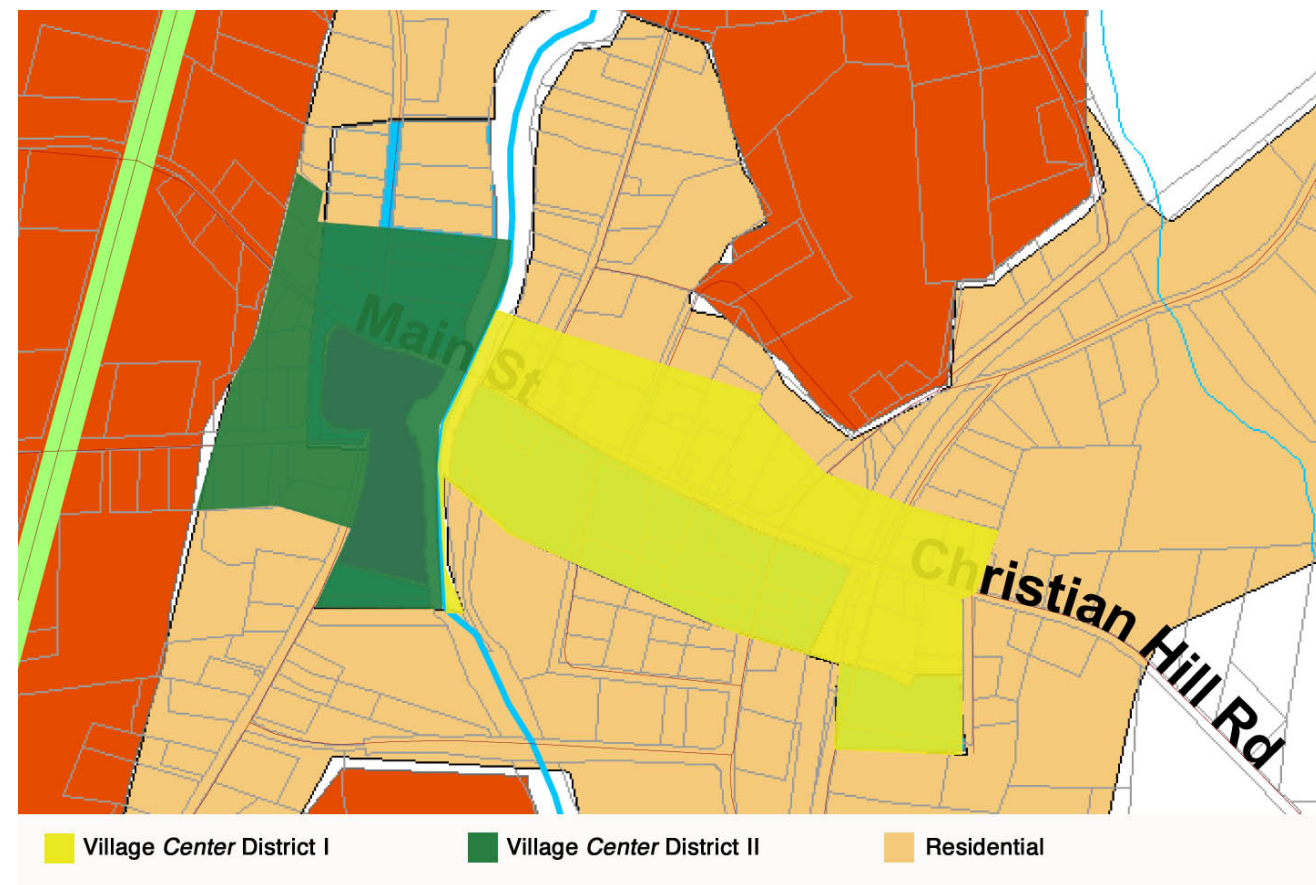 Main St
Christian Hill Rd
Village Center District I
Village Center District II
Residential